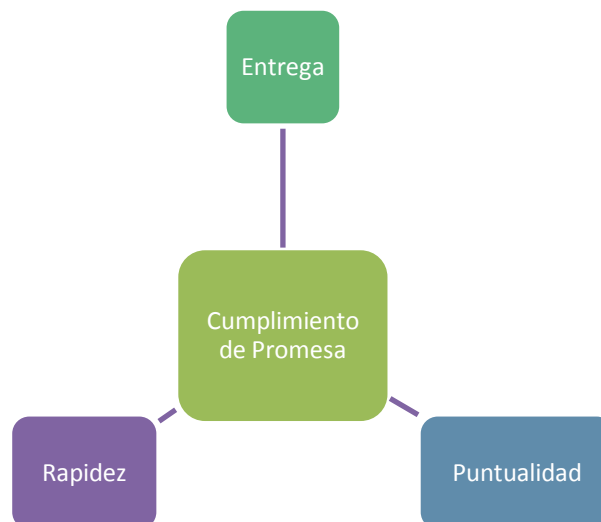 Entrega
Cumplimiento
de Promesa
Rapidez
Puntualidad